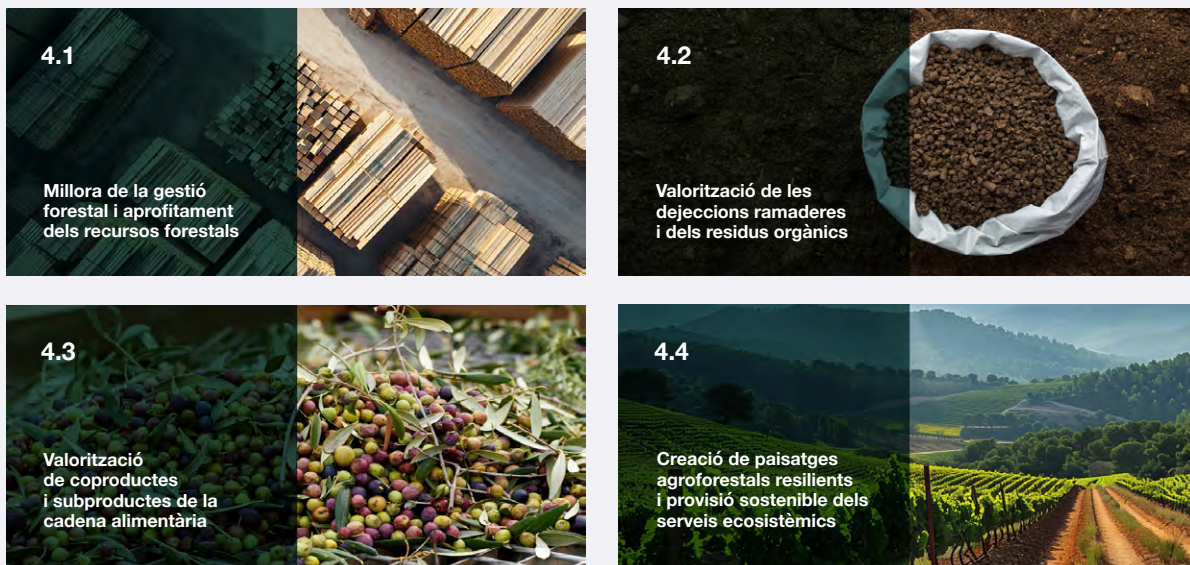 4.1
Millora de la gestió
forestal i aprofitament
dels recursos forestals
4.2
Valorització de les
dejeccions ramaderes
i dels residus orgànics
4.3
Valorització
de coproductes
i subproductes de la
cadena alimentària
4.4
Creació de paisatges
agroforestals resilients
i provisió sostenible dels
serveis ecosistèmics